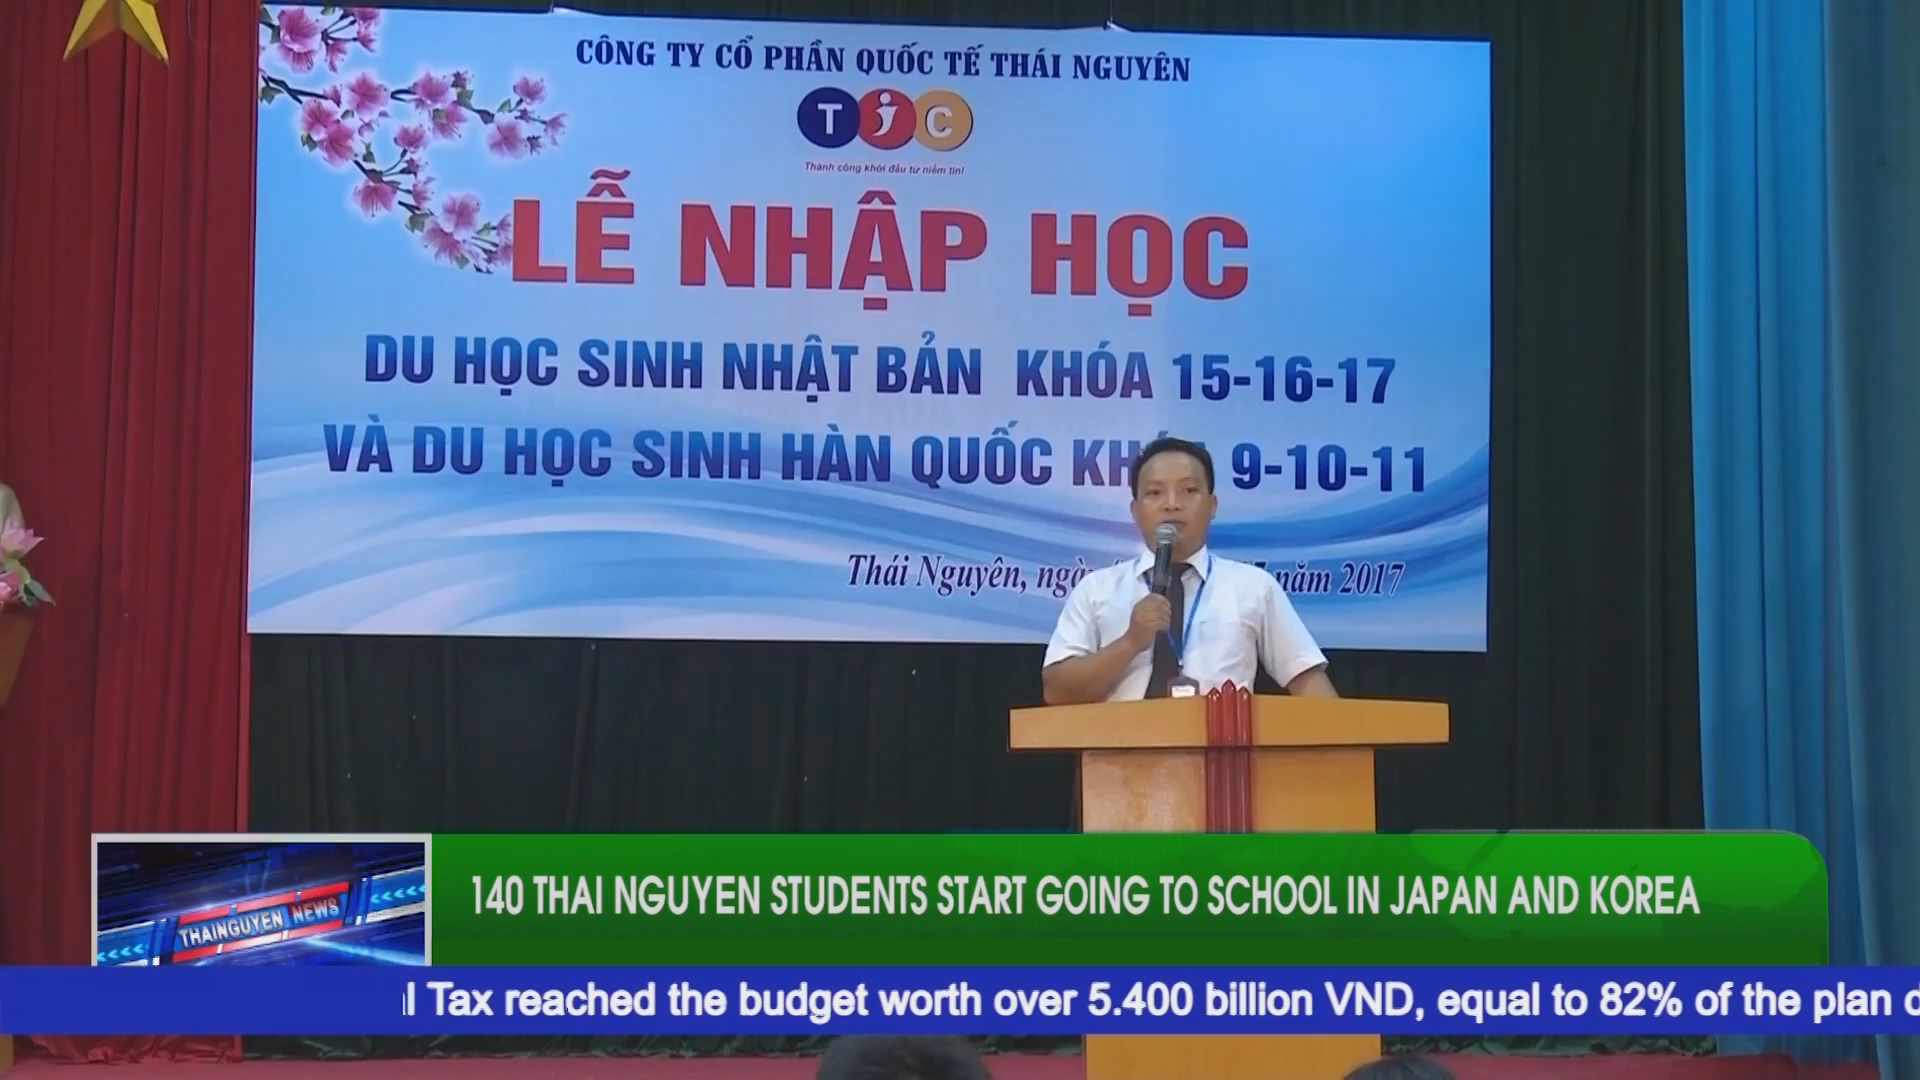 CÔNG TY CỔ PHẦN QUỐC TẾ THÁI NGUYÊN
TIC
Thành công khởi đầu từ niềm tin!
LỄ NHẬP HỌC
DU HỌC SINH NHẬT BẢN KHÓA 15-16-17
VÀ DU HỌC SINH HÀN QUỐC 9-10-11
Thái Nguyên, năm 2017
THAINGUYEN NEWS
140 THAI NGUYEN STUDENTS START GOING TO SCHOOL IN JAPAN AND KOREA
Tax reached the budget worth over 5.400 billion VND, equal to 82% of the plan